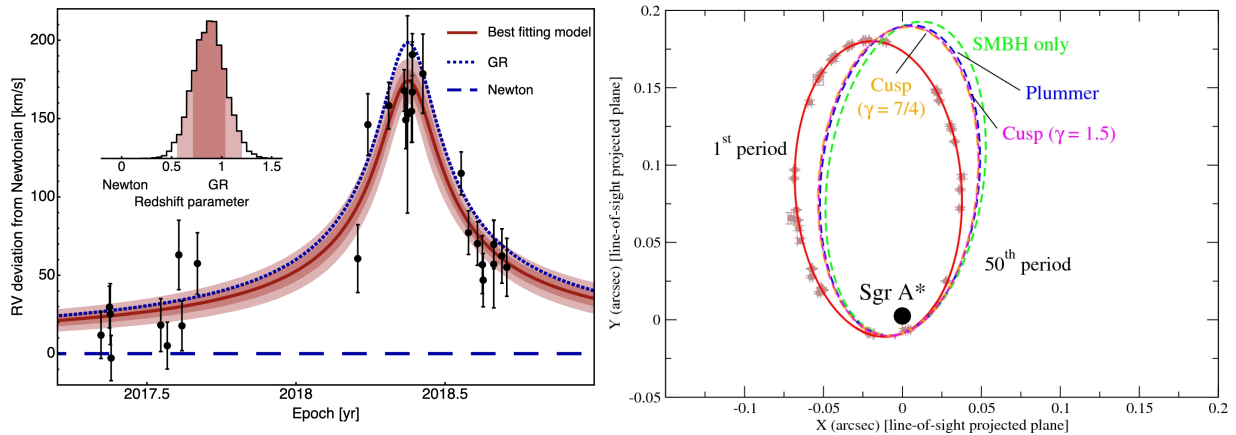 RV deviation from Newtonian [km/s]
200
150
100
50
0
2017.5
2018
2018.5
Epoch [yr]
Best fitting model
GR
Newton
0
0.5
1
1.5
Newton
GR
Redshift parameter
Y (arcsec) [line-of-sight projected plane]
0.2
0.15
0.1
0.05
0
-0.05
-0.1
-0.05
0
0.05
0.1
0.15
0.2
X (arcsec) [line-of-sight projected plane]
SMBH only
Plummer
Cusp
(γ = 7/4)
Cusp (γ = 1.5)
1st period
50th period
Sgr A*